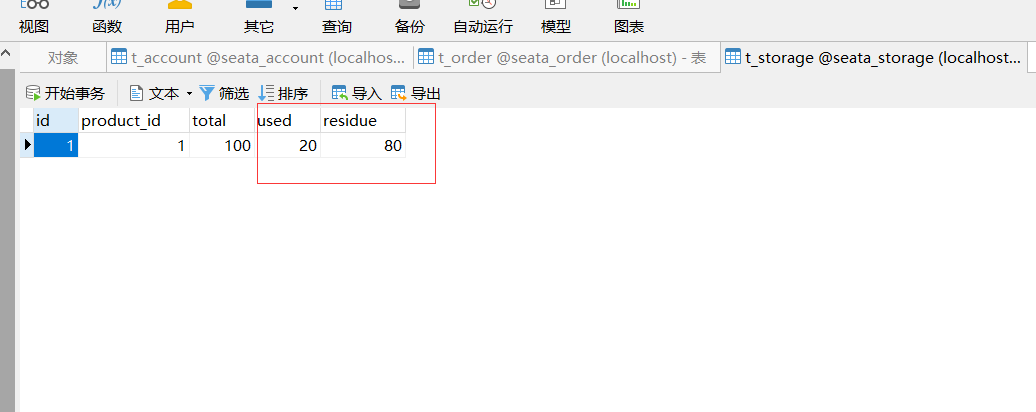 视图 函数 用户 其它 查询 备份 自动运行 模型 图表
对象 t_account @seata_account (localhos... t_order @seata_order (localhost) - 表 t_storage @seata_storage (localhost...
开始事务 文本 筛选 排序 导入 导出
id product_id total used residue
1 1 100 20 80